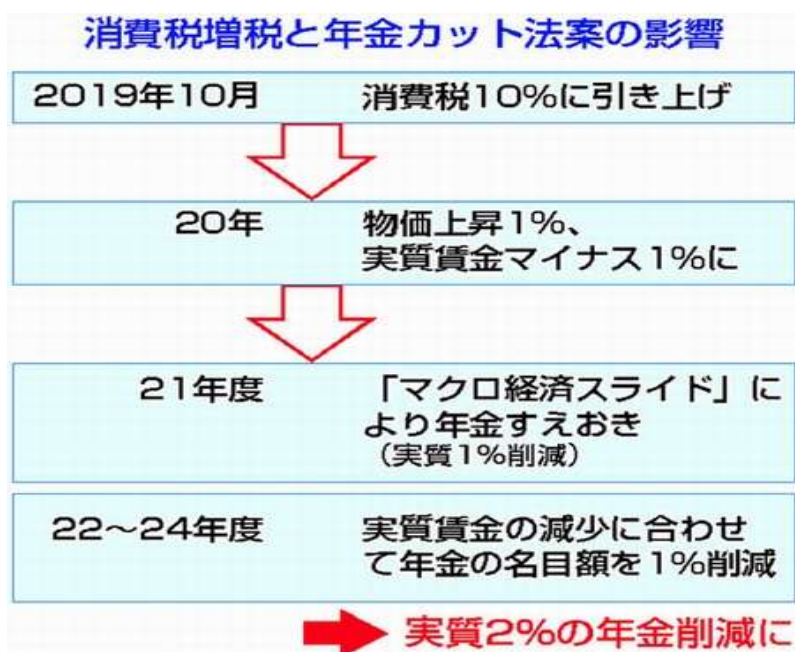 消費税増税と年金カット法案の影響
2019年10月 消費税10%に引き上げ
20年 物価上昇1%、
実質賃金マイナス1%に
21年度 「マクロ経済スライド」に
より年金すえおき
(実質1%削減)
22〜24年度 実質賃金の減少に合わせ
て年金の名目額を1%削減
実質2%の年金削減に